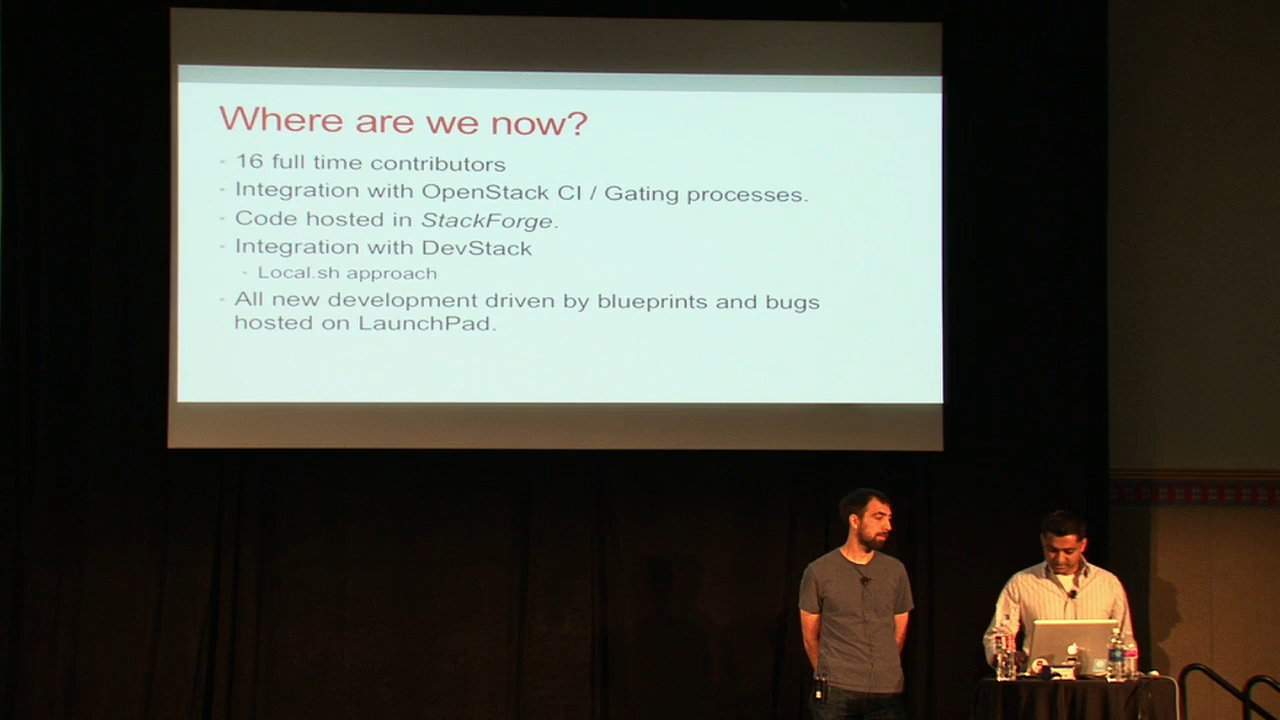 Where are we now?
16 full time contributors
Integration with OpenStack CI / Gating processes.
Code hosted in StackForge.
Integration with DevStack
Local.sh approach
All new development driven by blueprints and bugs
hosted on LaunchPad.